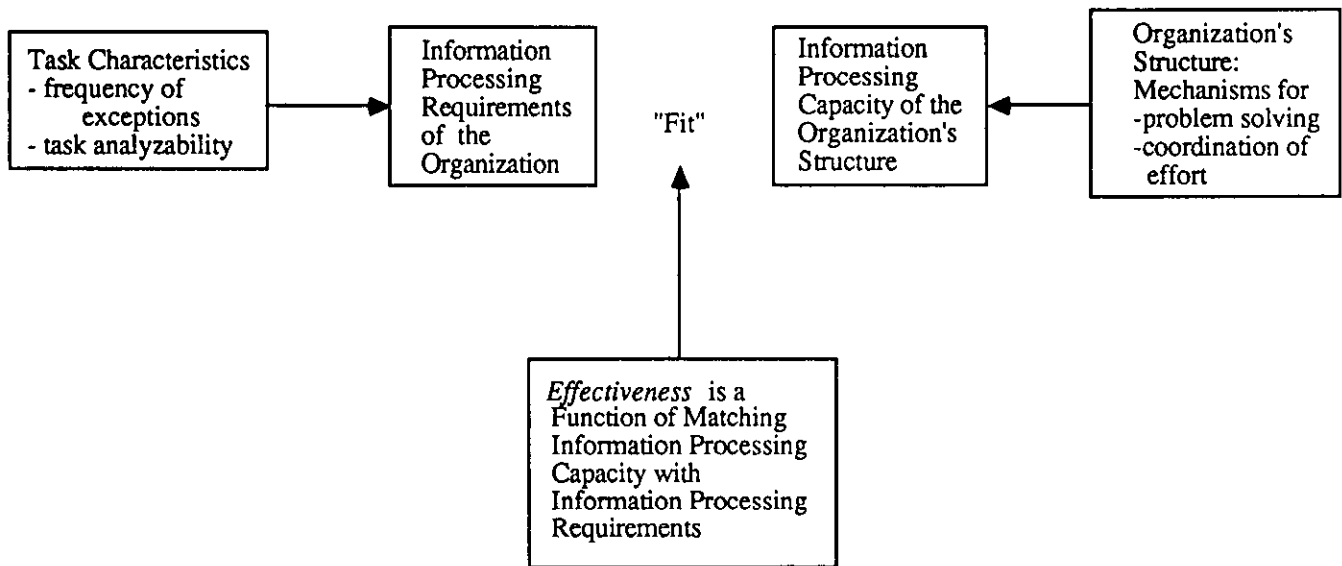 Task Characteristics
- frequency of
exceptions
- task analyzability
Information
Processing
Requirements
of the
Organization
"Fit"
Information
Processing
Capacity of the
Organization's
Structure
Organization's
Structure:
Mechanisms for
-problem solving
-coordination of
effort
Effectiveness is a
Function of Matching
Information Processing
Capacity with
Information Processing
Requirements